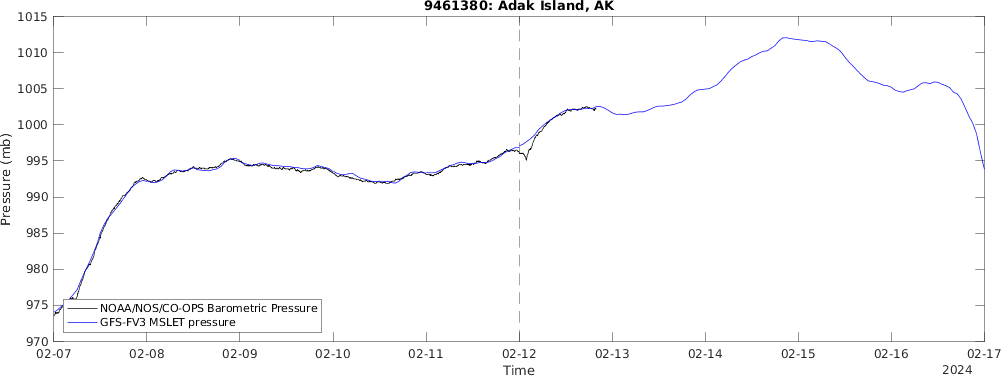 9461380: Adak Island, AK
Pressure (mb)
1015
1010
1005
1000
995
990
985
980
975
970
NOAA/NOS/CO-OPS Barometric Pressure
GFS-FV3 MSLET pressure
02-07 02-08 02-09 02-10 02-11 02-12 02-13 02-14 02-15 02-16 02-17
Time
2024